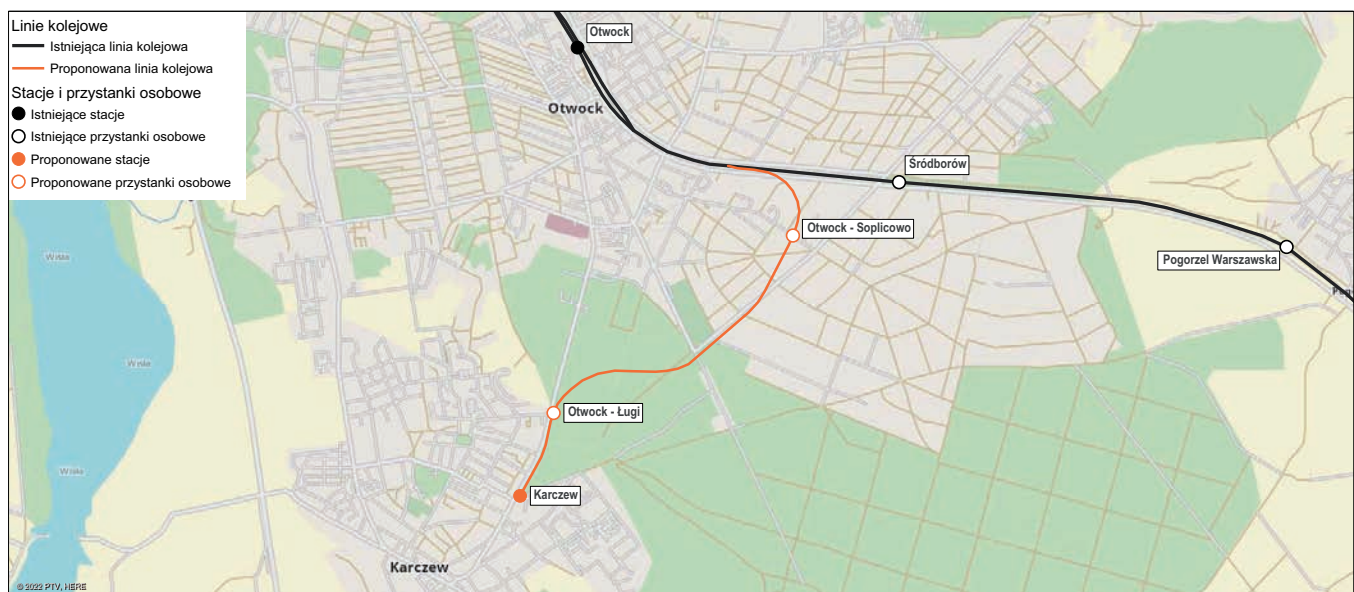 Linie kolejowe
Istniejąca linia kolejowa
Proponowana linia kolejowa
Stacje i przystanki osobowe
Istniejące stacje
Istniejące przystanki osobowe
Proponowane stacje
Proponowane przystanki osobowe
Otwock
Otwock
Śródborów
Otwock - Soplicowo
Pogorzel Warszawska
Wisła
Wisła
Otwock - Ługi
Wisła
Karczew
Karczew
© 2022 PTV, HERE